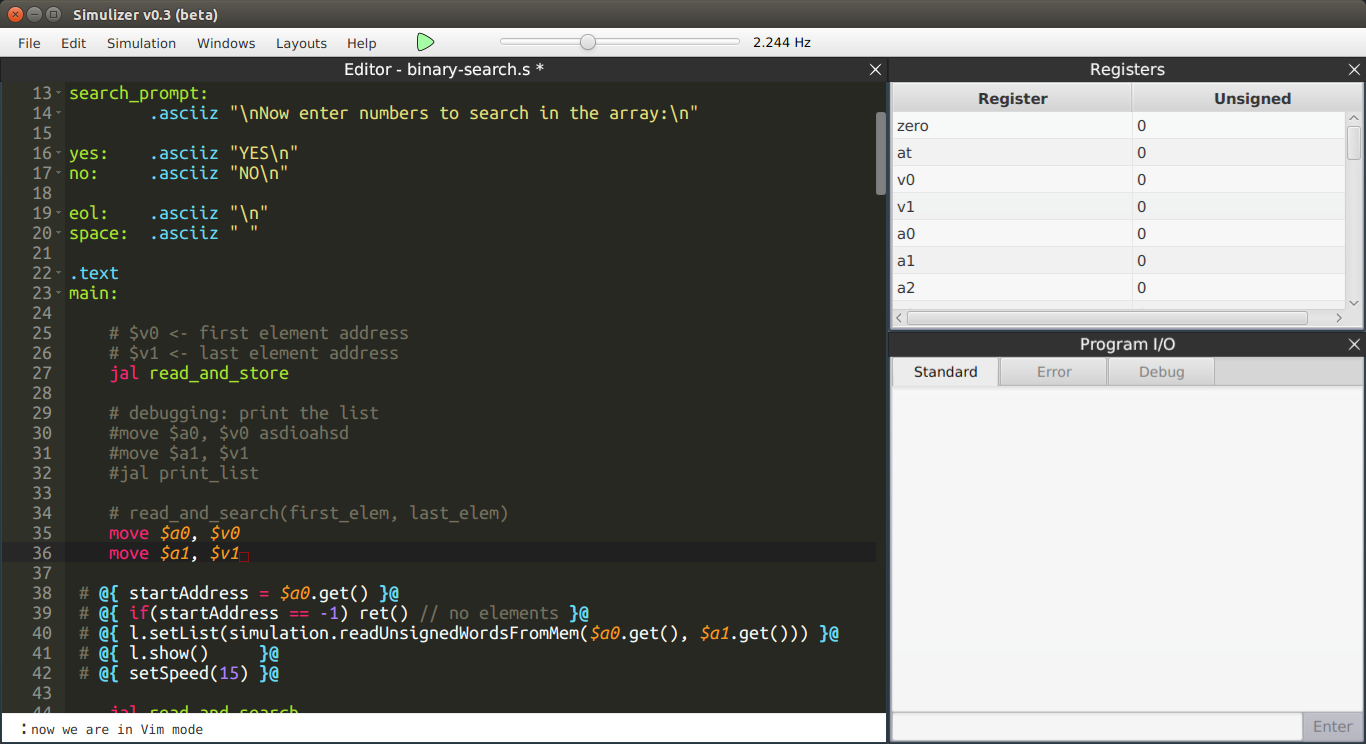 Simulizer v0.3 (beta)
File Edit Simulation Windows Layouts Help 2.244 Hz
Editor - binary-search.s *
13 search_prompt:
14 .asciiz "\nNow enter numbers to search in the array:\n"
15
16 yes: .asciiz "YES\n"
17 no: .asciiz "NO\n"
18
19 eol: .asciiz "\n"
20 space: .asciiz " "
21
22 .text
23 main:
24
25 # $v0 <- first element address
26 # $v1 <- last element address
27 jal read_and_store
28
29 # debugging: print the list
30 #move $a0, $v0 asdioahsd
31 #move $a1, $v1
32 #jal print_list
33
34 # read_and_search(first_elem, last_elem)
35 move $a0, $v0
36 move $a1, $v1
37
38 # @{ startAddress = $a0.get() }@
39 # @{ if(startAddress == -1) ret() // no elements }@
40 # @{ l.setList(simulation.readUnsignedWordsFromMem($a0.get(), $a1.get())) }@
41 # @{ l.show() }@
42 # @{ setSpeed(15) }@
43
44 jal read_and_search
:now we are in Vim mode
Registers
Register Unsigned
zero 0
at 0
v0 0
v1 0
a0 0
a1 0
a2 0
Program I/O
Standard Error Debug
Enter